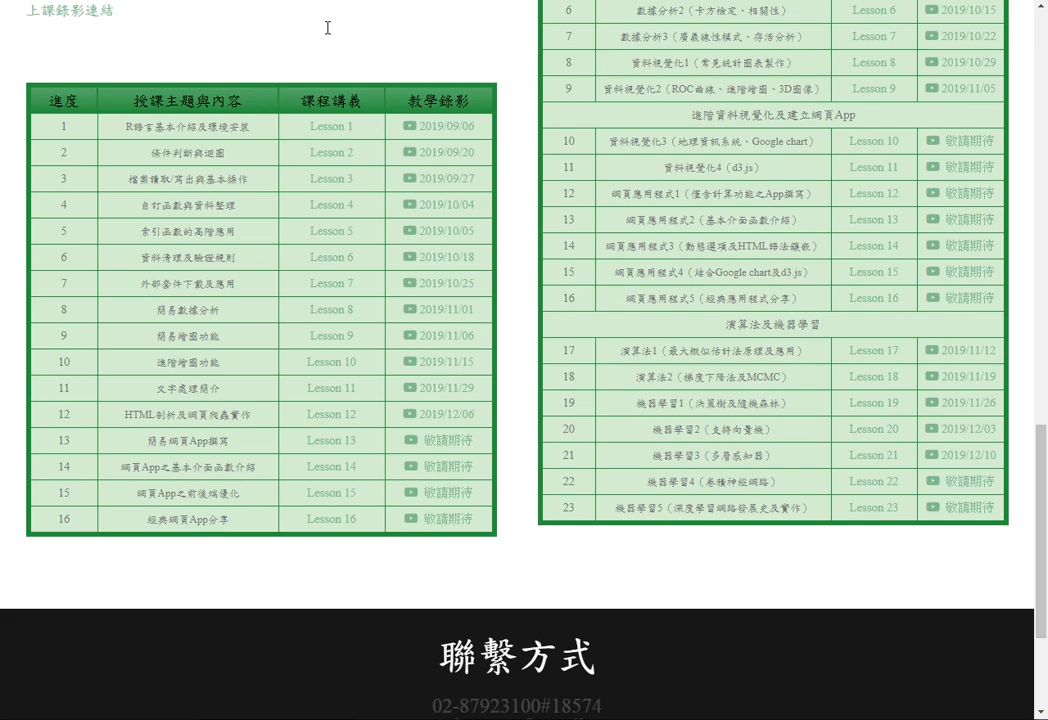 上課錄影連結
進度 授課主題與內容 課程講義 教學錄影
1 R語言基本介紹及環境安裝 Lesson 1 2019/09/06
2 條件判斷與迴圈 Lesson 2 2019/09/20
3 檔案讀取/寫出與基本操作 Lesson 3 2019/09/27
4 自訂函數與資料整理 Lesson 4 2019/10/04
5 索引函數的高階應用 Lesson 5 2019/10/05
6 資料清理及驗證規則 Lesson 6 2019/10/18
7 外部套件下載及應用 Lesson 7 2019/10/25
8 簡易數據分析 Lesson 8 2019/11/01
9 簡易繪圖功能 Lesson 9 2019/11/06
10 進階繪圖功能 Lesson 10 2019/11/15
11 文字處理簡介 Lesson 11 2019/11/29
12 HTML剖析及網頁爬蟲實作 Lesson 12 2019/12/06
13 簡易網頁App撰寫 Lesson 13 敬請期待
14 網頁App之基本介面函數介紹 Lesson 14 敬請期待
15 網頁App之前後端優化 Lesson 15 敬請期待
16 經典網頁App分享 Lesson 16 敬請期待
6 數據分析2（卡方檢定、相關性） Lesson 6 2019/10/15
7 數據分析3（廣義線性模式、存活分析） Lesson 7 2019/10/22
8 資料視覺化1（常見統計圖表製作） Lesson 8 2019/10/29
9 資料視覺化2（ROC曲線、進階繪圖、3D圖像） Lesson 9 2019/11/05
進階資料視覺化及建立網頁App
10 資料視覺化3（地理資訊系統、Google chart） Lesson 10 敬請期待
11 資料視覺化4（d3.js） Lesson 11 敬請期待
12 網頁應用程式1（僅含計算功能之App撰寫） Lesson 12 敬請期待
13 網頁應用程式2（基本介面函數介紹） Lesson 13 敬請期待
14 網頁應用程式3（動態選項及HTML語法鑲嵌） Lesson 14 敬請期待
15 網頁應用程式4（結合Google chart及d3.js） Lesson 15 敬請期待
16 網頁應用程式5（經典應用程式分享） Lesson 16 敬請期待
演算法及機器學習
17 演算法1（最大概似估計法原理及應用） Lesson 17 2019/11/12
18 演算法2（梯度下降法及MCMC） Lesson 18 2019/11/19
19 機器學習1（決策樹及隨機森林） Lesson 19 2019/11/26
20 機器學習2（支持向量機） Lesson 20 2019/12/03
21 機器學習3（多層感知器） Lesson 21 2019/12/10
22 機器學習4（卷積神經網路） Lesson 22 敬請期待
23 機器學習5（深度學習網路發展史及實作） Lesson 23 敬請期待
聯繫方式
02-87923100#18574